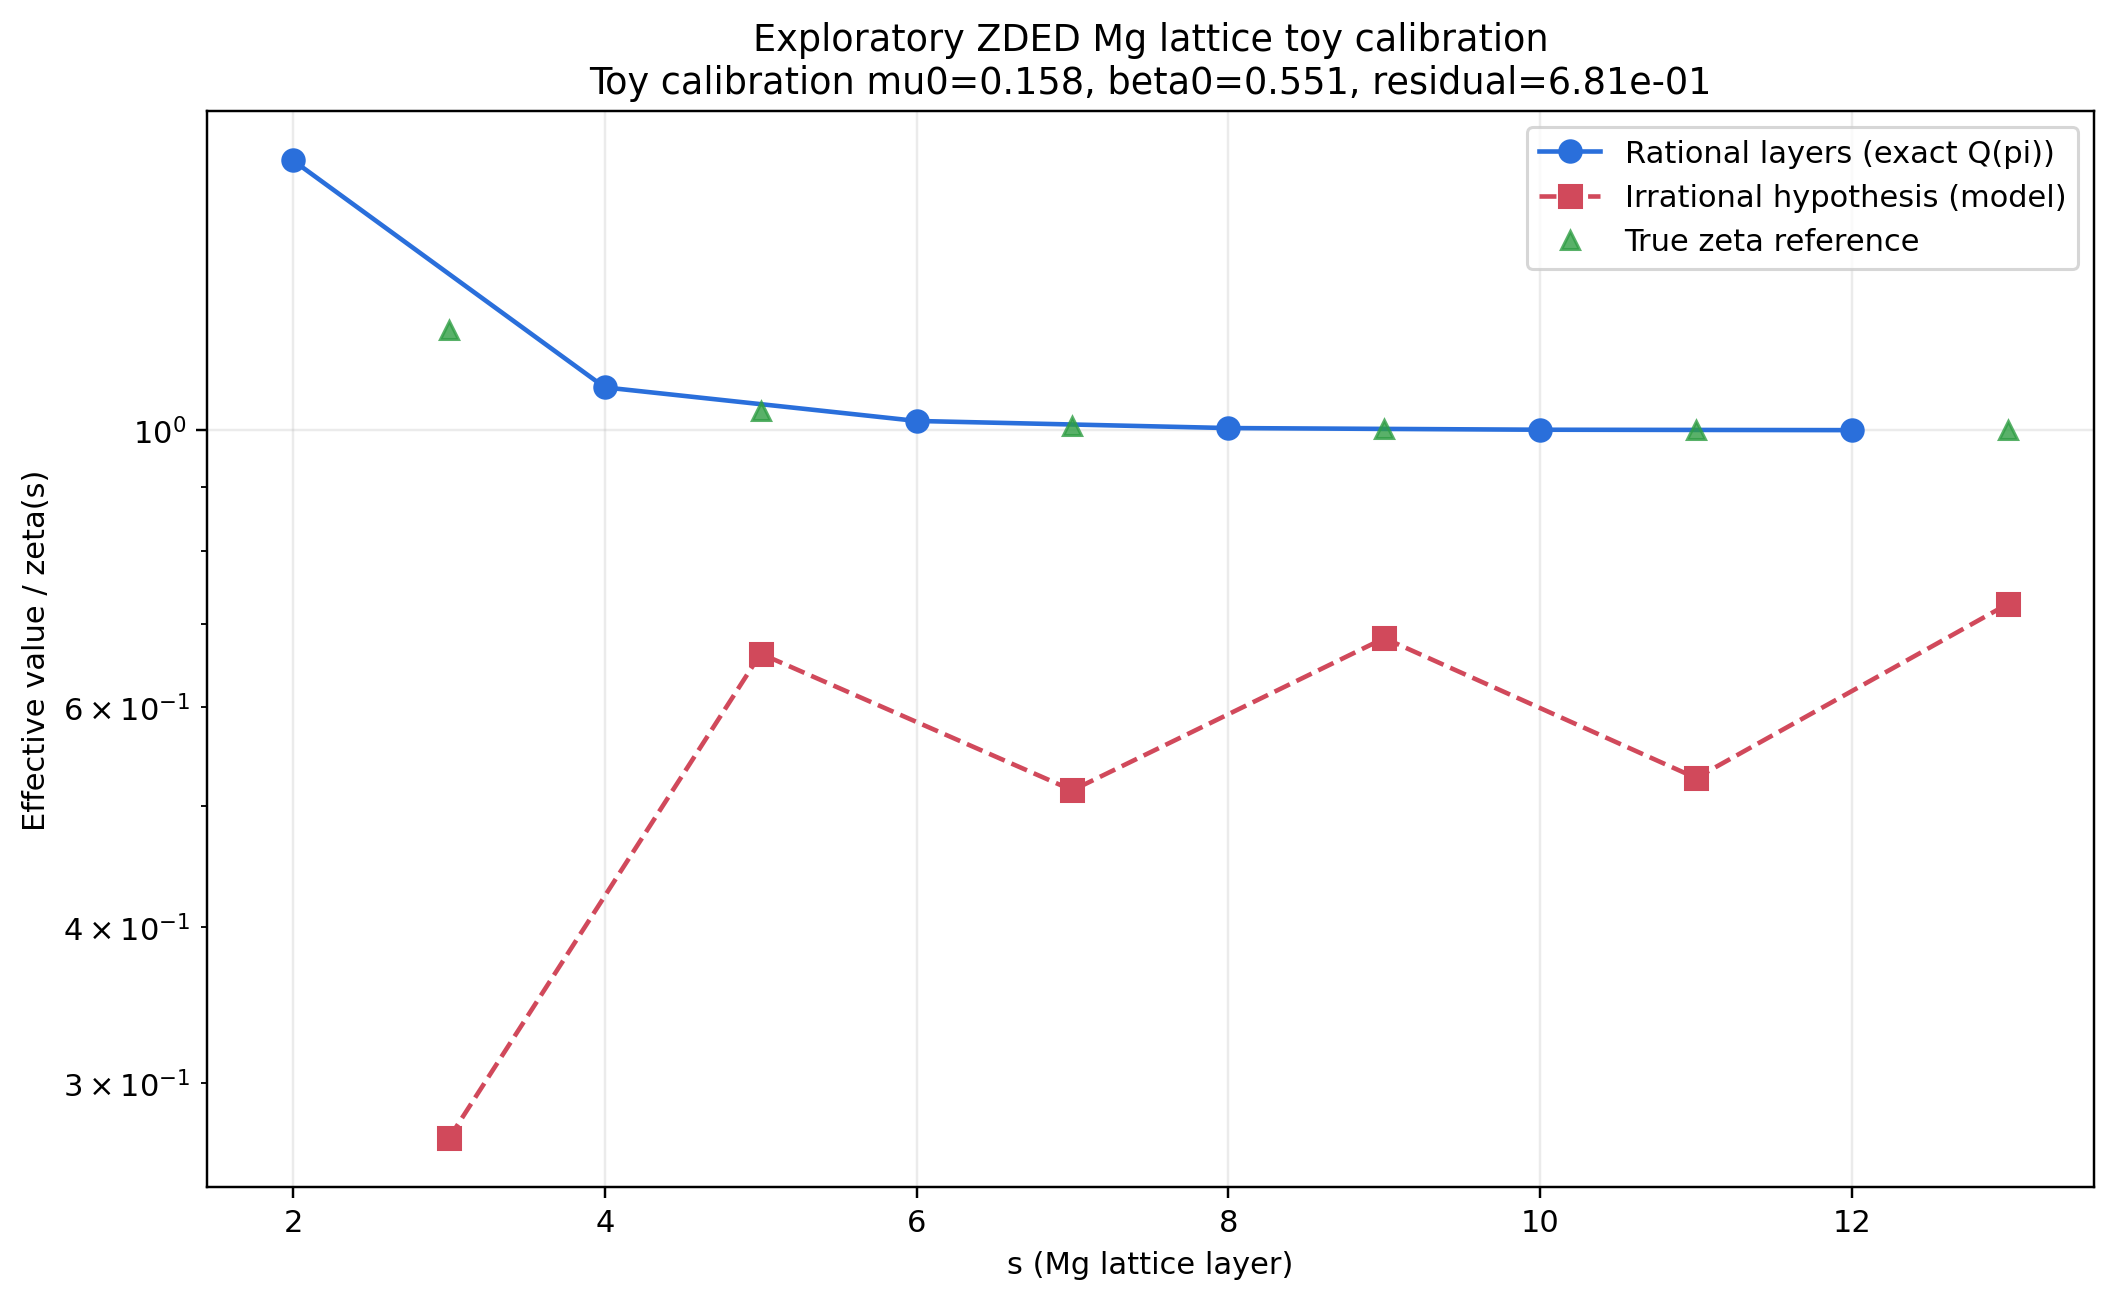 Exploratory ZDED Mg lattice toy calibration
Toy calibration mu0=0.158, beta0=0.551, residual=6.81e-01
Rational layers (exact Q(pi))
Irrational hypothesis (model)
True zeta reference
Effective value / zeta(s)
10⁰
6 × 10⁻¹
4 × 10⁻¹
3 × 10⁻¹
2 4 6 8 10 12
s (Mg lattice layer)